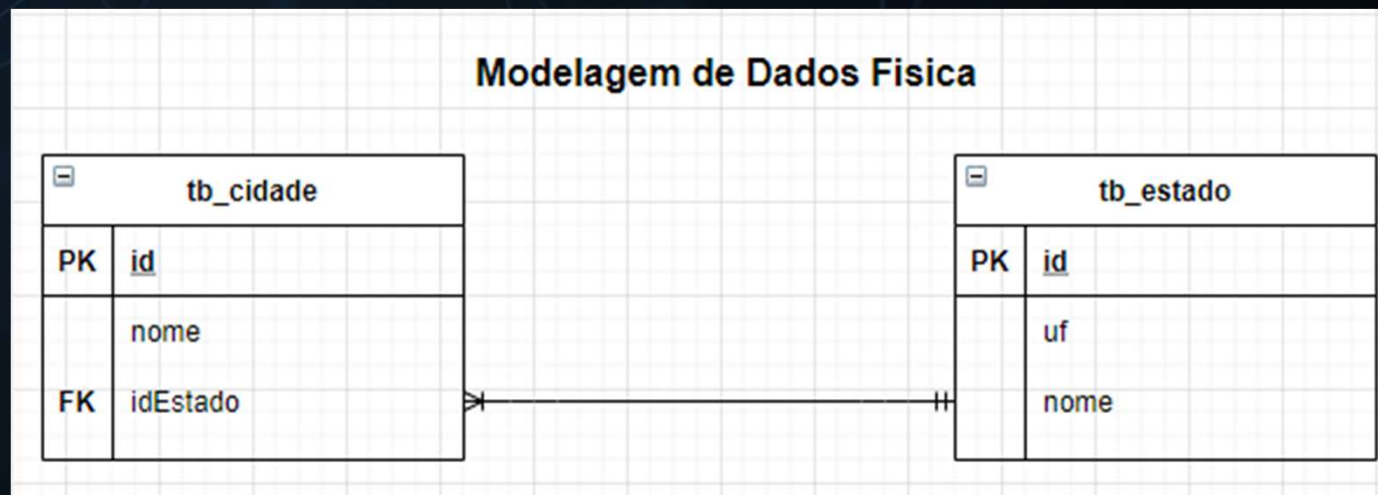 Modelagem de Dados Fisica
tb_cidade
PK id
nome
FK idEstado
tb_estado
PK id
uf
nome